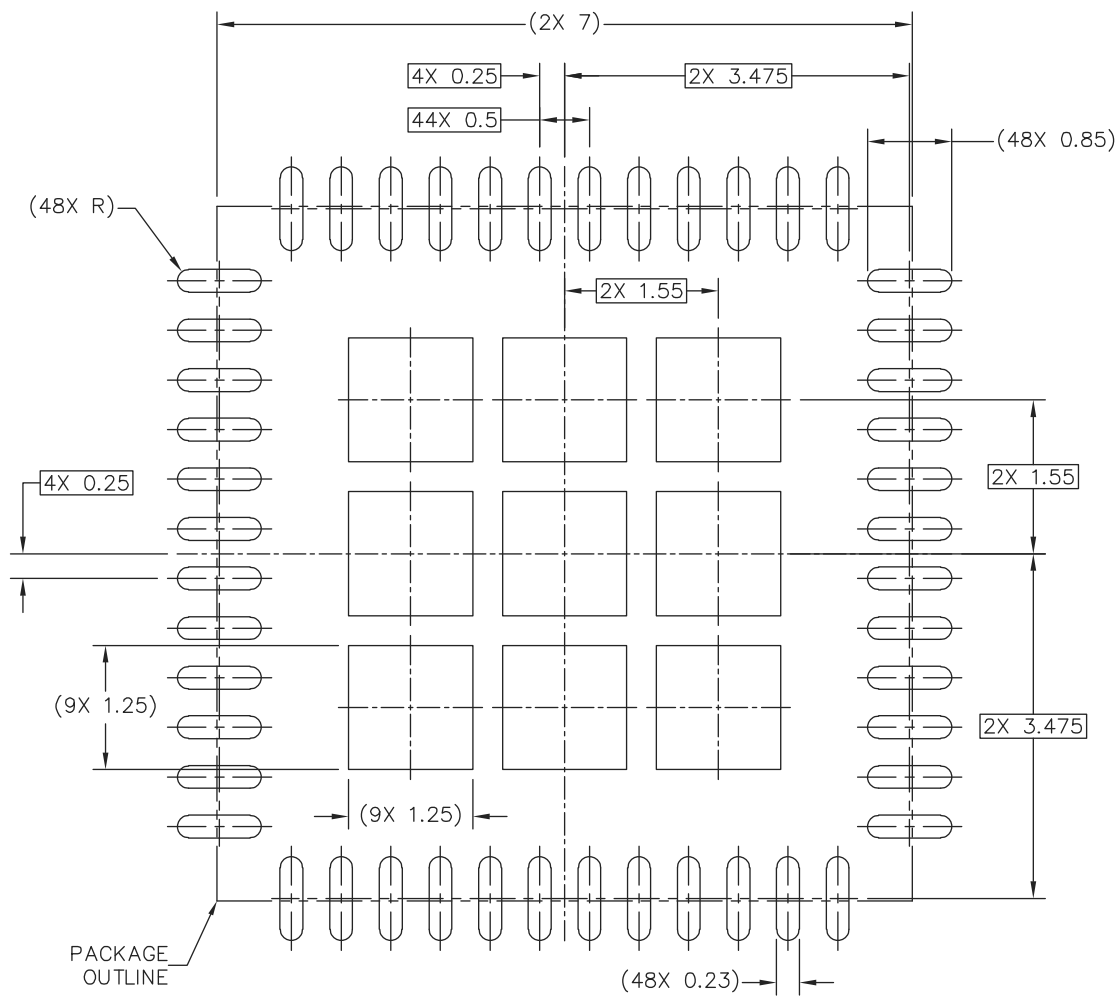 (2X 7)
4X 0.25
2X 3.475
44X 0.5
(48X 0.85)
(48X R)
2X 1.55
2X 1.55
4X 0.25
(9X 1.25)
2X 3.475
(9X 1.25)
PACKAGE
OUTLINE
(48X 0.23)